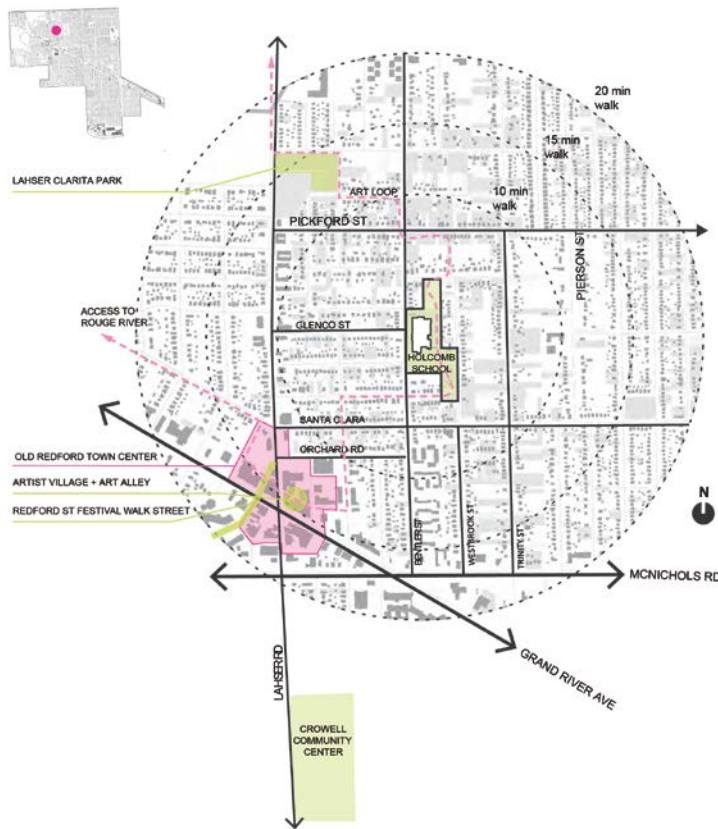 20 min
walk
15 min
walk
10 min
walk
LAHSER CLARITA PARK
ART LOOP
PICKFORD ST
PIERSON ST
ACCESS TO
ROUGE RIVER
GLENCO ST
HOLCOMB
SCHOOL
SANTA CLARA
ORCHARD RD
OLD REDFORD TOWN CENTER
ARTIST VILLAGE + ART ALLEY
REDFORD ST FESTIVAL WALK STREET
BENTLER ST
WESTBROOK ST
TRINITY ST
N
MCNICHOLS RD
GRAND RIVER AVE
LAHSER RD
CROWELL
COMMUNITY
CENTER